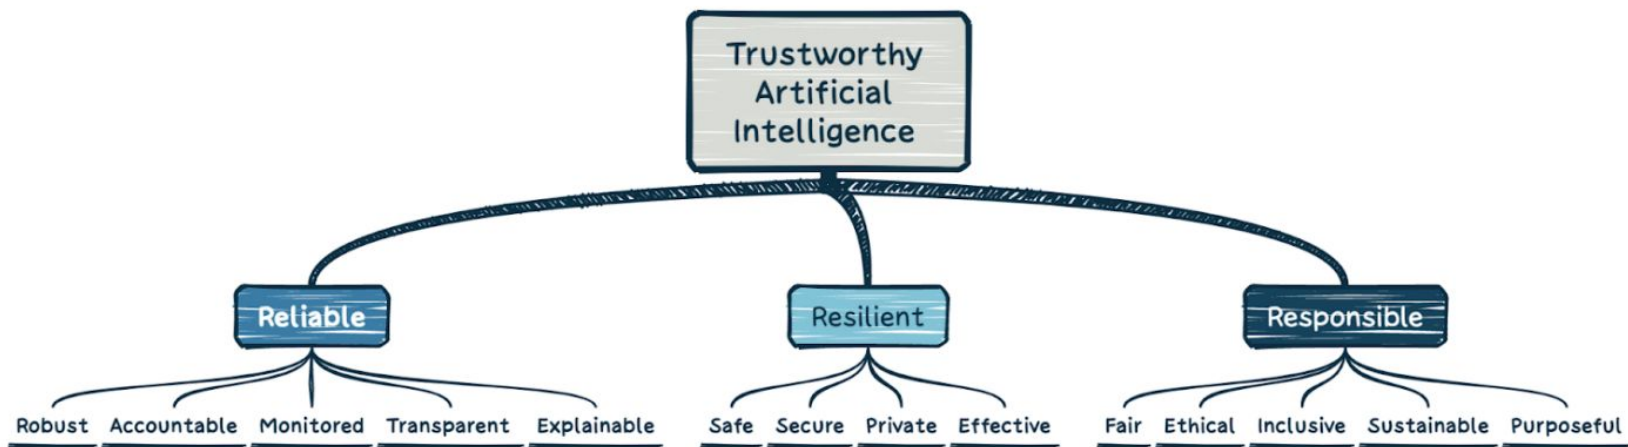 Trustworthy
Artificial
Intelligence
Reliable
Resilient
Responsible
Robust Accountable Monitored Transparent Explainable
Safe Secure Private Effective
Fair Ethical Inclusive Sustainable Purposeful